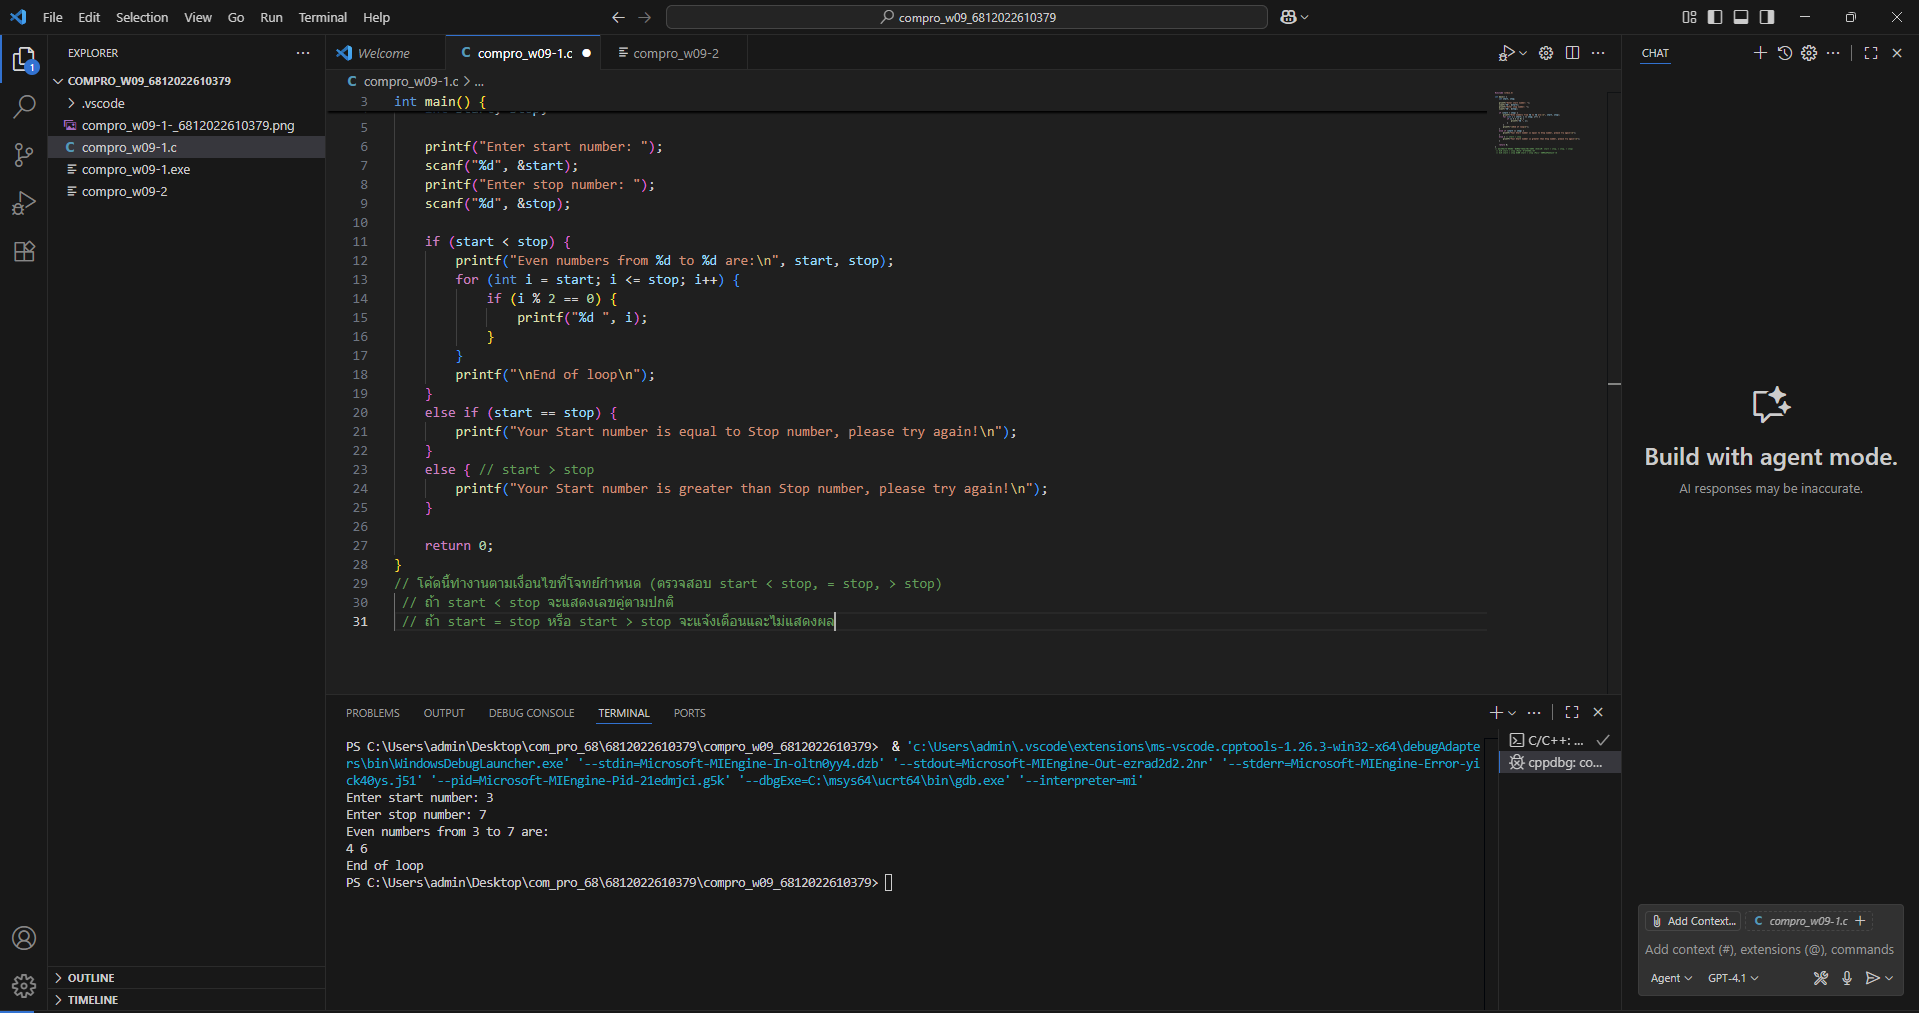 File Edit Selection View Go Run Terminal Help
compro_w09_6812022610379
EXPLORER
COMPRO_W09_6812022610379
.vscode
compro_w09-1-_6812022610379.png
compro_w09-1.c
compro_w09-1.exe
compro_w09-2
OUTLINE
TIMELINE
Welcome
compro_w09-1.c
compro_w09-2
compro_w09-1.c > ...
3 int main() {
5
6 printf("Enter start number: ");
7 scanf("%d", &start);
8 printf("Enter stop number: ");
9 scanf("%d", &stop);
10
11 if (start < stop) {
12 printf("Even numbers from %d to %d are:\n", start, stop);
13 for (int i = start; i <= stop; i++) {
14 if (i % 2 == 0) {
15 printf("%d ", i);
16 }
17 }
18 printf("\nEnd of loop\n");
19 }
20 else if (start == stop) {
21 printf("Your Start number is equal to Stop number, please try again!\n");
22 }
23 else { // start > stop
24 printf("Your Start number is greater than Stop number, please try again!\n");
25 }
26
27 return 0;
28 }
29 // โค้ดนี้ทำงานตามเงื่อนไขที่โจทย์กำหนด (ตรวจสอบ start < stop, = stop, > stop)
30 // ถ้า start < stop จะแสดงเลขคู่ตามปกติ
31 // ถ้า start = stop หรือ start > stop จะแจ้งเตือนและไม่แสดงผล
PROBLEMS OUTPUT DEBUG CONSOLE TERMINAL PORTS
PS C:\Users\admin\Desktop\com_pro_68\6812022610379\compro_w09_6812022610379> & 'c:\Users\admin\.vscode\extensions\ms-vscode.cpptools-1.26.3-win32-x64\debugAdapte
rs\bin\WindowsDebugLauncher.exe' '--stdin=Microsoft-MIEngine-In-oltn0yy4.dzb' '--stdout=Microsoft-MIEngine-Out-ezrad2d2.2nr' '--stderr=Microsoft-MIEngine-Error-yi
ck40ys.j51' '--pid=Microsoft-MIEngine-Pid-21edmjci.g5k' '--dbgExe=C:\msys64\ucrt64\bin\gdb.exe' '--interpreter=mi'
Enter start number: 3
Enter stop number: 7
Even numbers from 3 to 7 are:
4 6
End of loop
PS C:\Users\admin\Desktop\com_pro_68\6812022610379\compro_w09_6812022610379>
C/C++: ...
cppdbg: co...
CHAT
Build with agent mode.
AI responses may be inaccurate.
Add Context... compro_w09-1.c
Add context (#), extensions (@), commands
Agent GPT-4.1